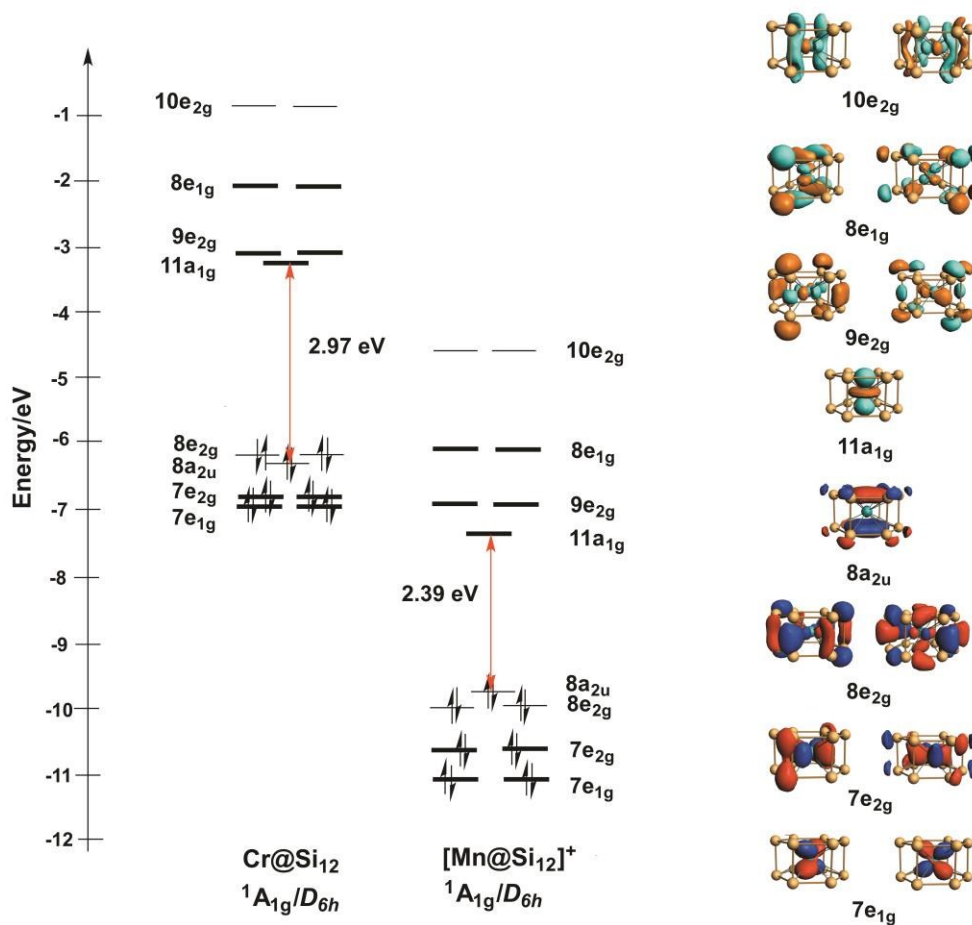 Energy/eV
-1
-2
-3
-4
-5
-6
-7
-8
-9
-10
-11
-12
10e2g
8e1g
9e2g
11a1g
2.97 eV
8e2g
8a2u
7e2g
7e1g
Cr@Si12
1A1g/D6h
10e2g
8e1g
9e2g
11a1g
2.39 eV
8a2u
8e2g
7e2g
7e1g
[Mn@Si12]+
1A1g/D6h
10e2g
8e1g
9e2g
11a1g
8a2u
8e2g
7e2g
7e1g